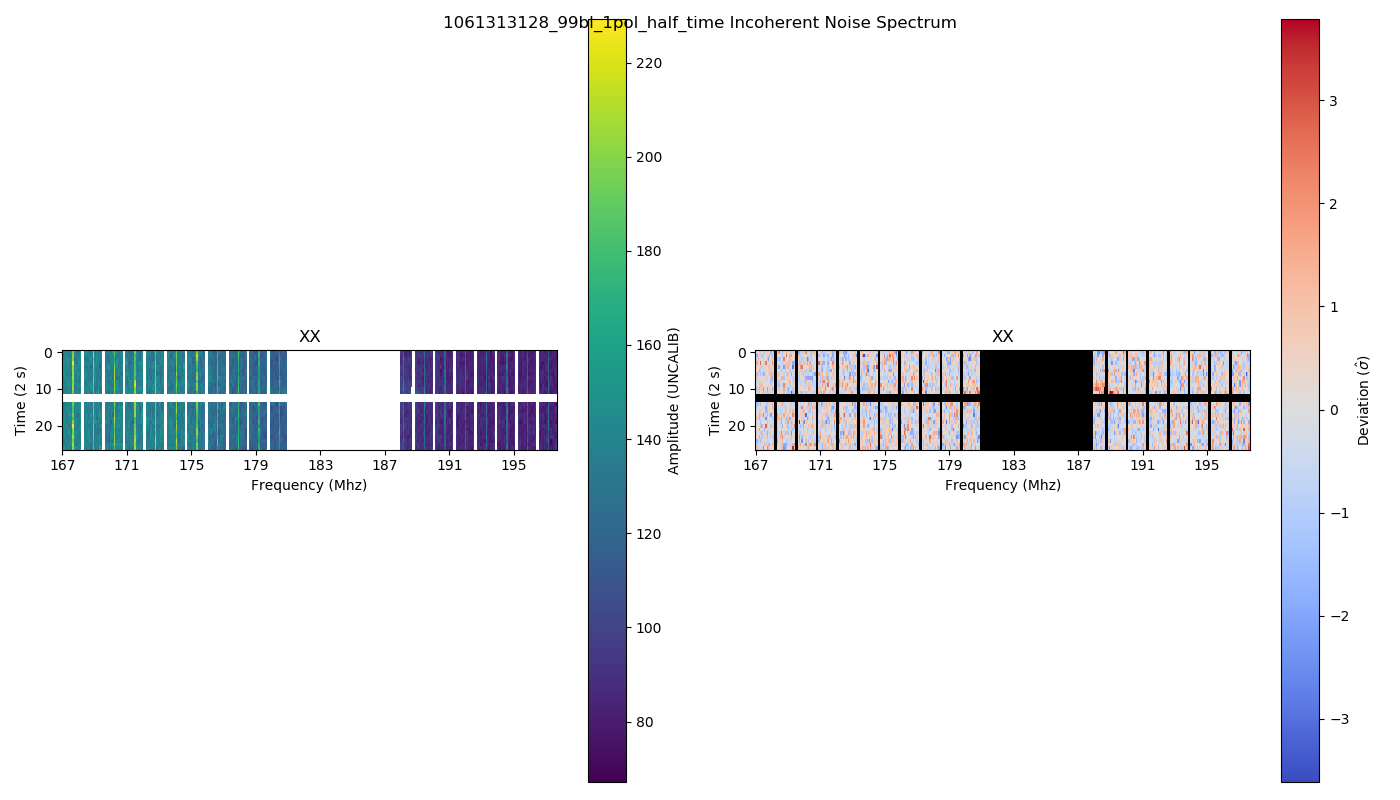 1061313128_99bl_1pol_half_time Incoherent Noise Spectrum
XX
Time (2 s)
0
10
20
167 171 175 179 183 187 191 195
Frequency (Mhz)
220
200
180
160
140
120
100
80
Amplitude (UNCALIB)
XX
Time (2 s)
0
10
20
167 171 175 179 183 187 191 195
Frequency (Mhz)
3
2
1
0
−1
−2
−3
Deviation (σ̂)